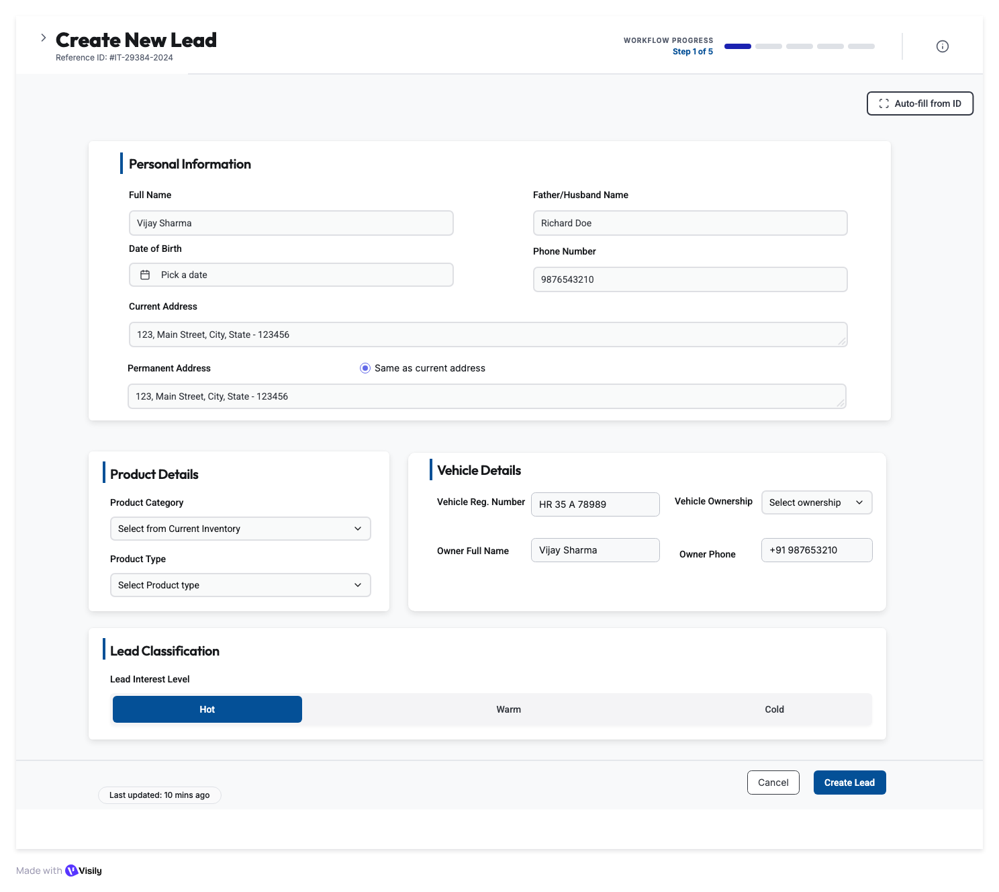 Create New Lead
Reference ID: #IT-29384-2024
WORKFLOW PROGRESS
Step 1 of 5
Auto-fill from ID
Personal Information
Full Name
Vijay Sharma
Father/Husband Name
Richard Doe
Date of Birth
Pick a date
Phone Number
9876543210
Current Address
123, Main Street, City, State - 123456
Permanent Address
Same as current address
123, Main Street, City, State - 123456
Product Details
Product Category
Select from Current Inventory
Product Type
Select Product type
Vehicle Details
Vehicle Reg. Number
HR 35 A 78989
Vehicle Ownership
Select ownership
Owner Full Name
Vijay Sharma
Owner Phone
+91 987653210
Lead Classification
Lead Interest Level
Hot
Warm
Cold
Cancel
Create Lead
Last updated: 10 mins ago
Made with Visily